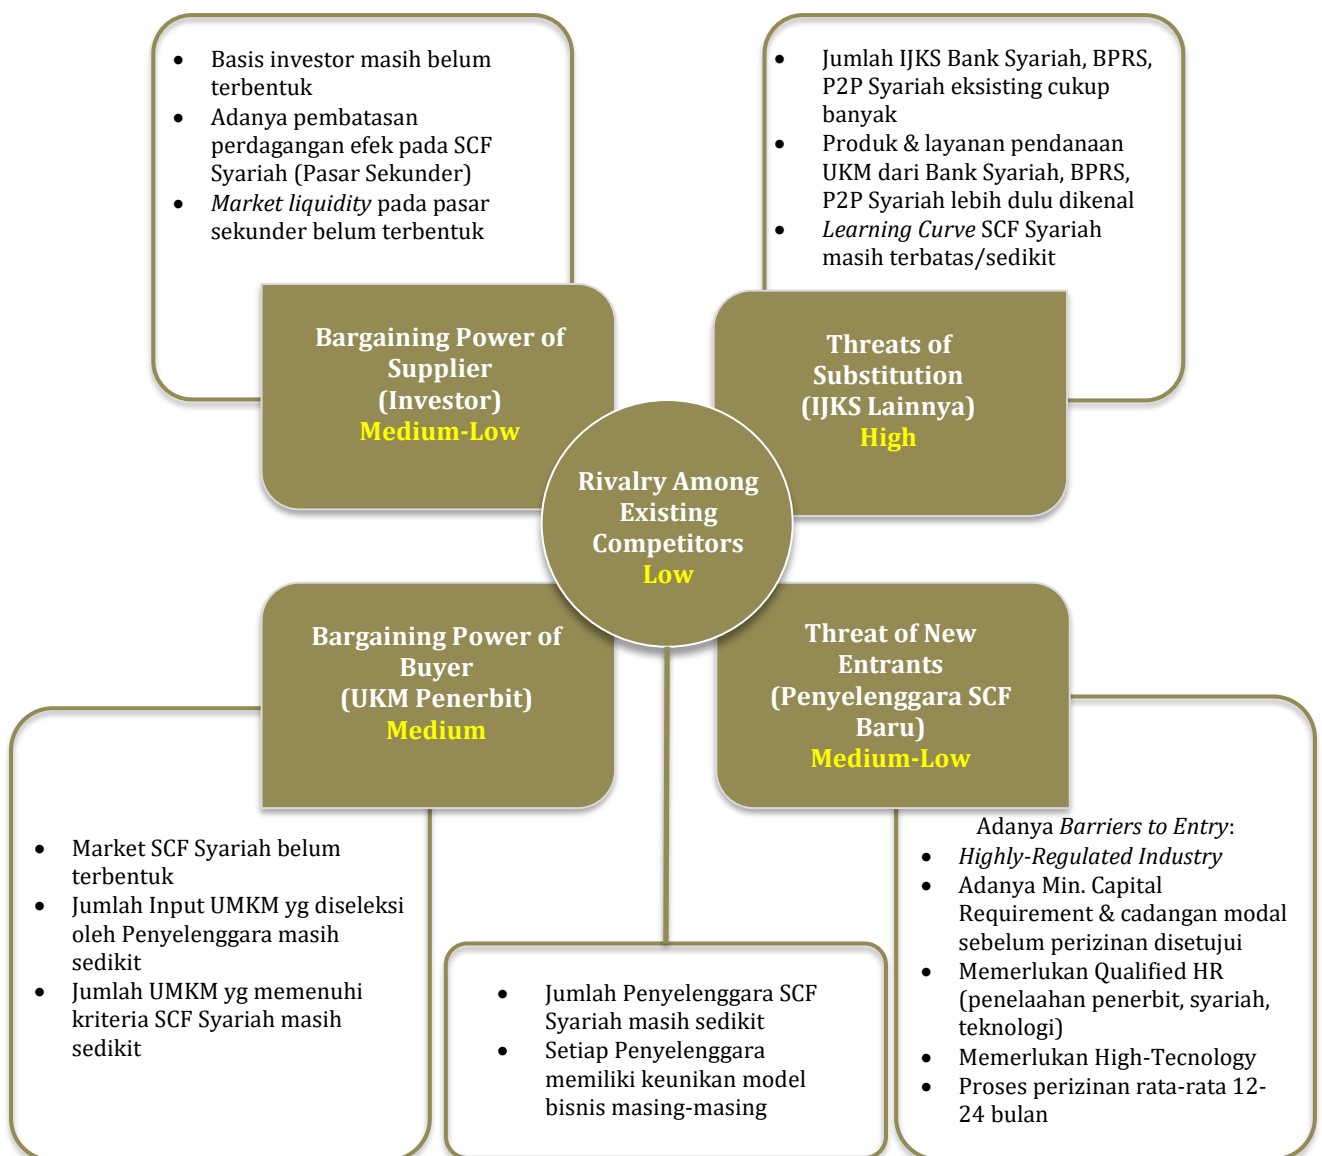 • Basis investor masih belum
terbentuk
• Adanya pembatasan
perdagangan efek pada SCF
Syariah (Pasar Sekunder)
• Market liquidity pada pasar
sekunder belum terbentuk
Bargaining Power of
Supplier
(Investor)
Medium-Low
• Jumlah IJKS Bank Syariah, BPRS,
P2P Syariah eksisting cukup
banyak
• Produk & layanan pendanaan
UKM dari Bank Syariah, BPRS,
P2P Syariah lebih dulu dikenal
• Learning Curve SCF Syariah
masih terbatas/sedikit
Threats of
Substitution
(IJKS Lainnya)
High
Rivalry Among
Existing
Competitors
Low
Bargaining Power of
Buyer
(UKM Penerbit)
Medium
• Market SCF Syariah belum
terbentuk
• Jumlah Input UMKM yg diseleksi
oleh Penyelenggara masih
sedikit
• Jumlah UMKM yg memenuhi
kriteria SCF Syariah masih
sedikit
• Jumlah Penyelenggara SCF
Syariah masih sedikit
• Setiap Penyelenggara
memiliki keunikan model
bisnis masing-masing
Threat of New
Entrants
(Penyelenggara SCF
Baru)
Medium-Low
Adanya Barriers to Entry:
• Highly-Regulated Industry
• Adanya Min. Capital
Requirement & cadangan modal
sebelum perizinan disetujui
• Memerlukan Qualified HR
(penelaahan penerbit, syariah,
teknologi)
• Memerlukan High-Tecnology
• Proses perizinan rata-rata 12-
24 bulan